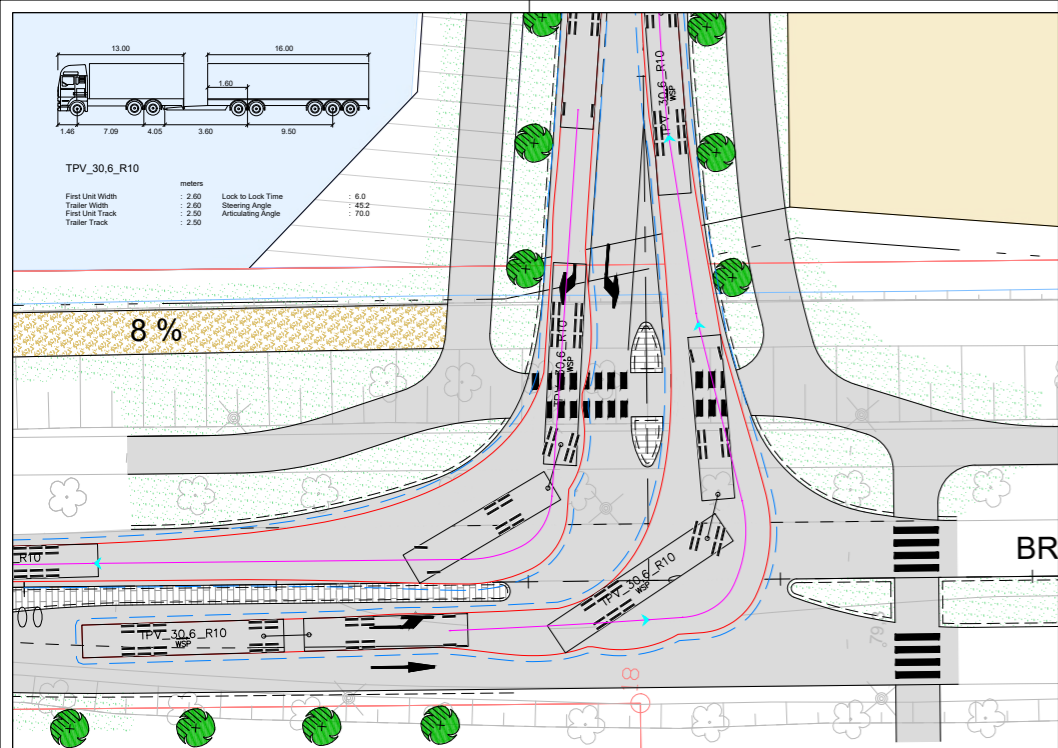 13.00
16.00
1.60
1.46
7.09
4.05
3.60
9.50
TPV_30,6_R10
meters
First Unit Width : 2.60 Lock to Lock Time : 6.0
Trailer Width : 2.60 Steering Angle : 45.2
First Unit Track : 2.50 Articulating Angle : 70.0
Trailer Track : 2.50
TPV_30,6_R10
WSP
8 %
TPV_30,6_R10
WSP
R10
BR
TPV_30,6_R10
WSP
00
TPV_30,6_R10
WSP
79
18